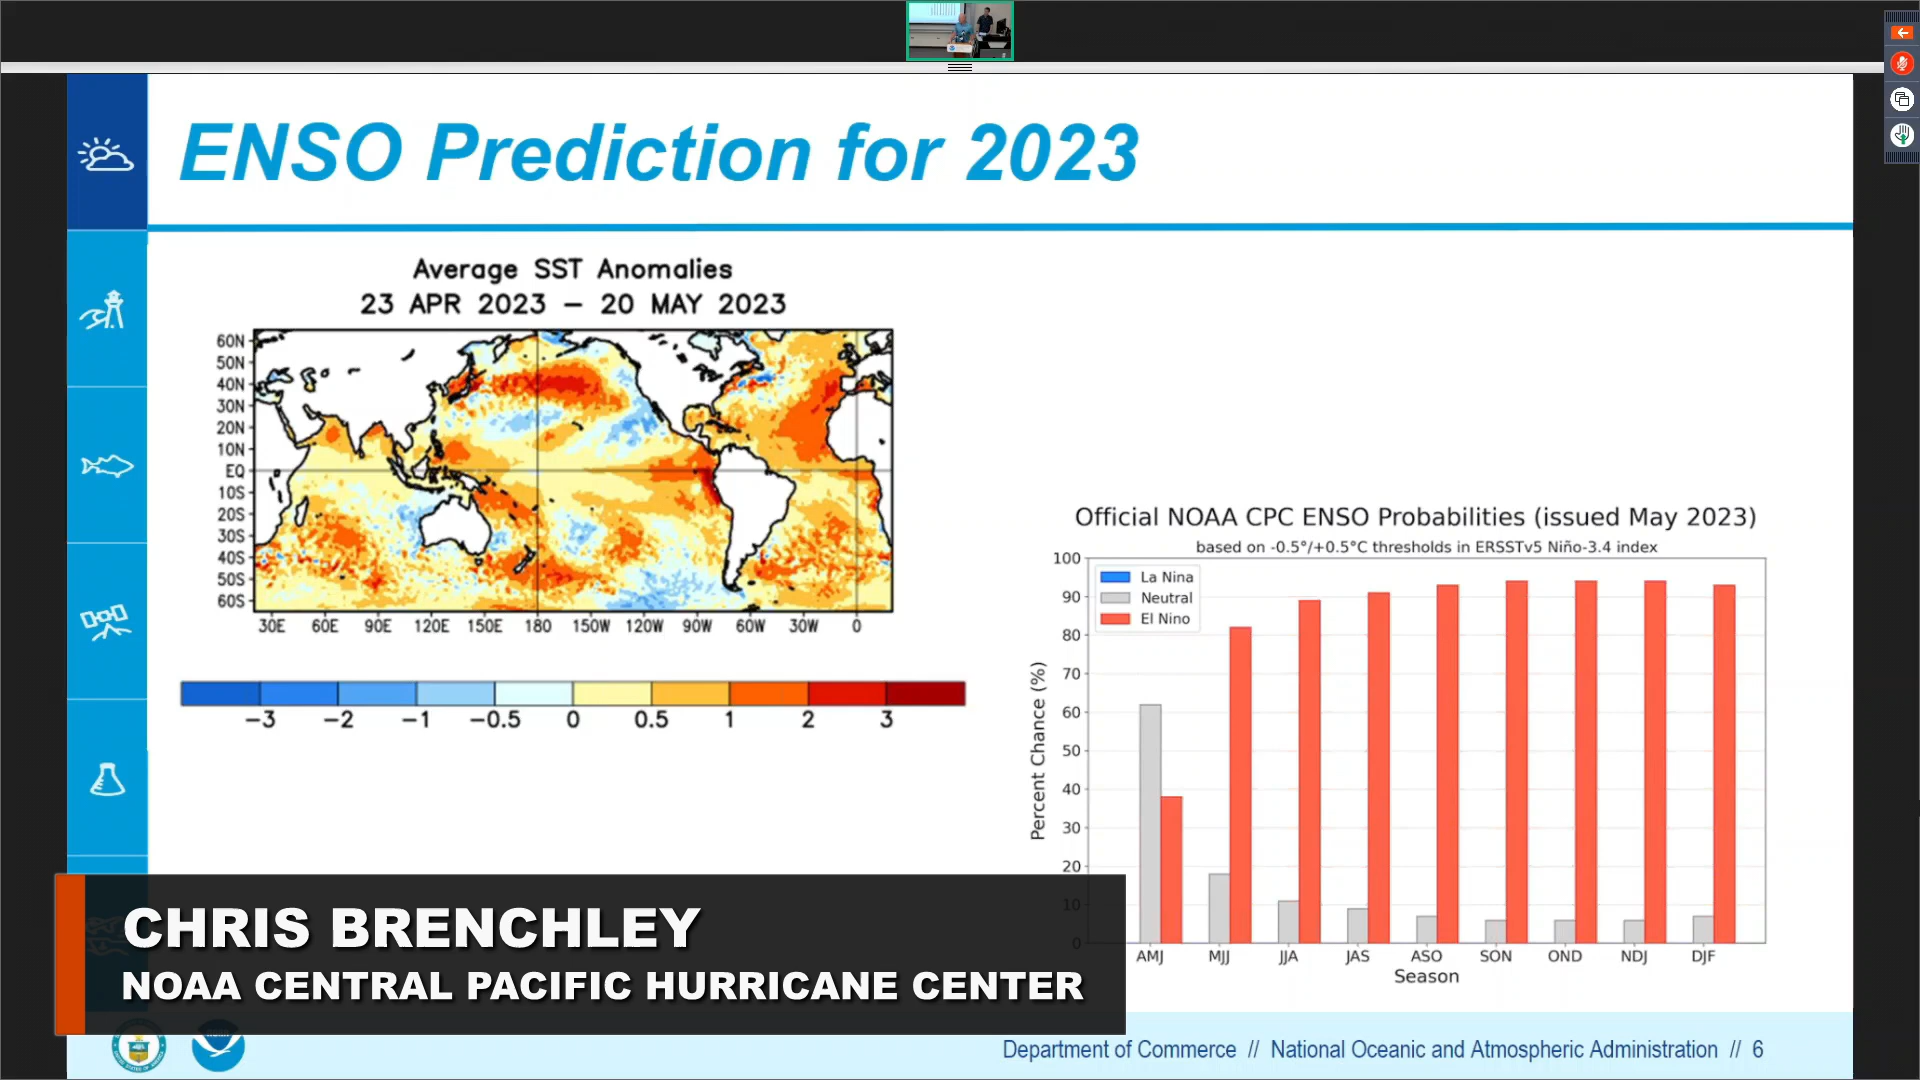 ENSO Prediction for 2023
Average SST Anomalies
23 APR 2023 – 20 MAY 2023
60N
50N
40N
30N
20N
10N
EQ
10S
20S
30S
40S
50S
60S
30E 60E 90E 120E 150E 180 150W 120W 90W 60W 30W 0
−3 −2 −1 −0.5 0 0.5 1 2 3
Official NOAA CPC ENSO Probabilities (issued May 2023)
based on -0.5°/+0.5°C thresholds in ERSSTv5 Niño-3.4 index
La Nina
Neutral
El Nino
Percent Chance (%)
100
90
80
70
60
50
40
30
20
10
0
AMJ MJJ JJA JAS ASO SON OND NDJ DJF
Season
CHRIS BRENCHLEY
NOAA CENTRAL PACIFIC HURRICANE CENTER
Department of Commerce // National Oceanic and Atmospheric Administration // 6